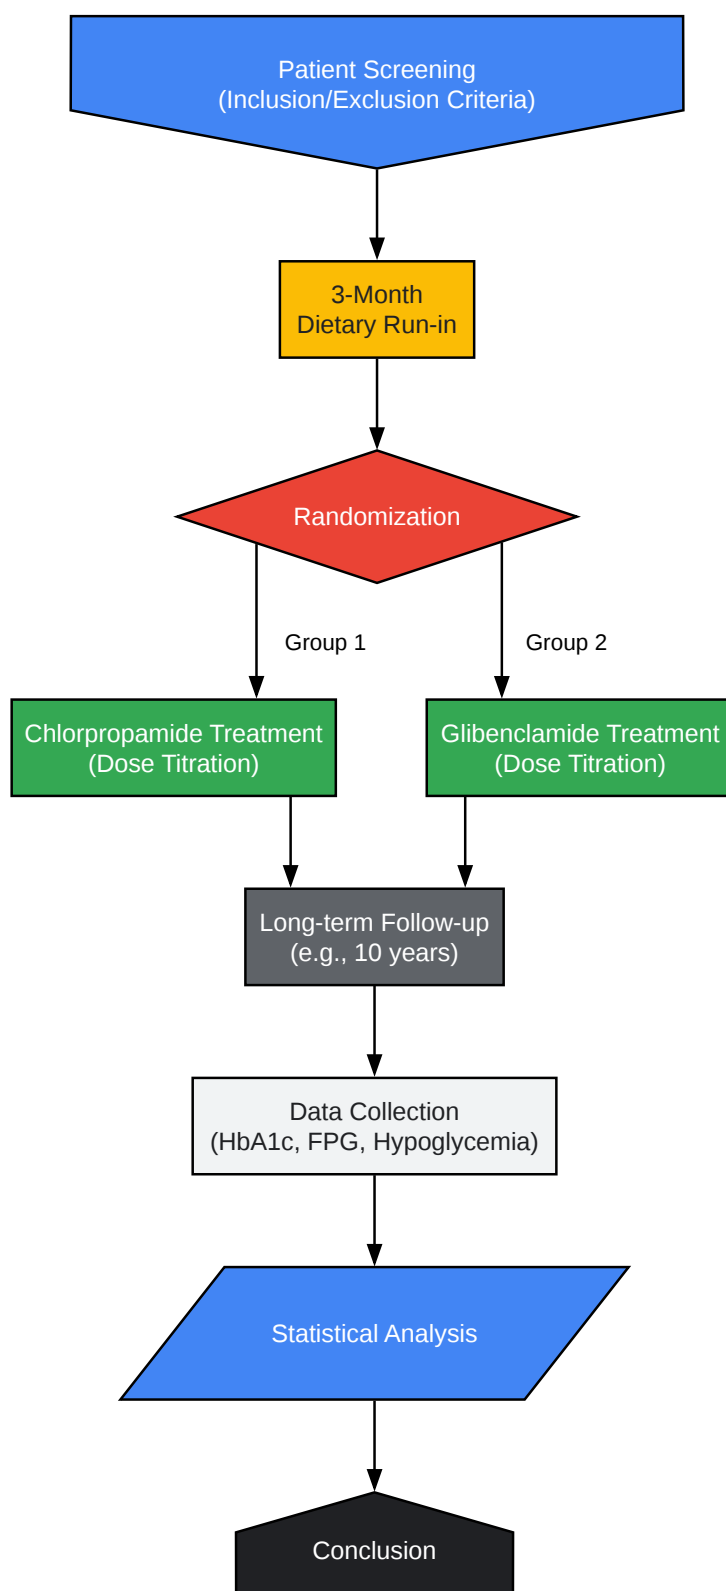 Patient Screening
(Inclusion/Exclusion Criteria)
3-Month
Dietary Run-in
Randomization
Group 1
Group 2
Chlorpropamide Treatment
(Dose Titration)
Glibenclamide Treatment
(Dose Titration)
Long-term Follow-up
(e.g., 10 years)
Data Collection
(HbA1c, FPG, Hypoglycemia)
Statistical Analysis
Conclusion